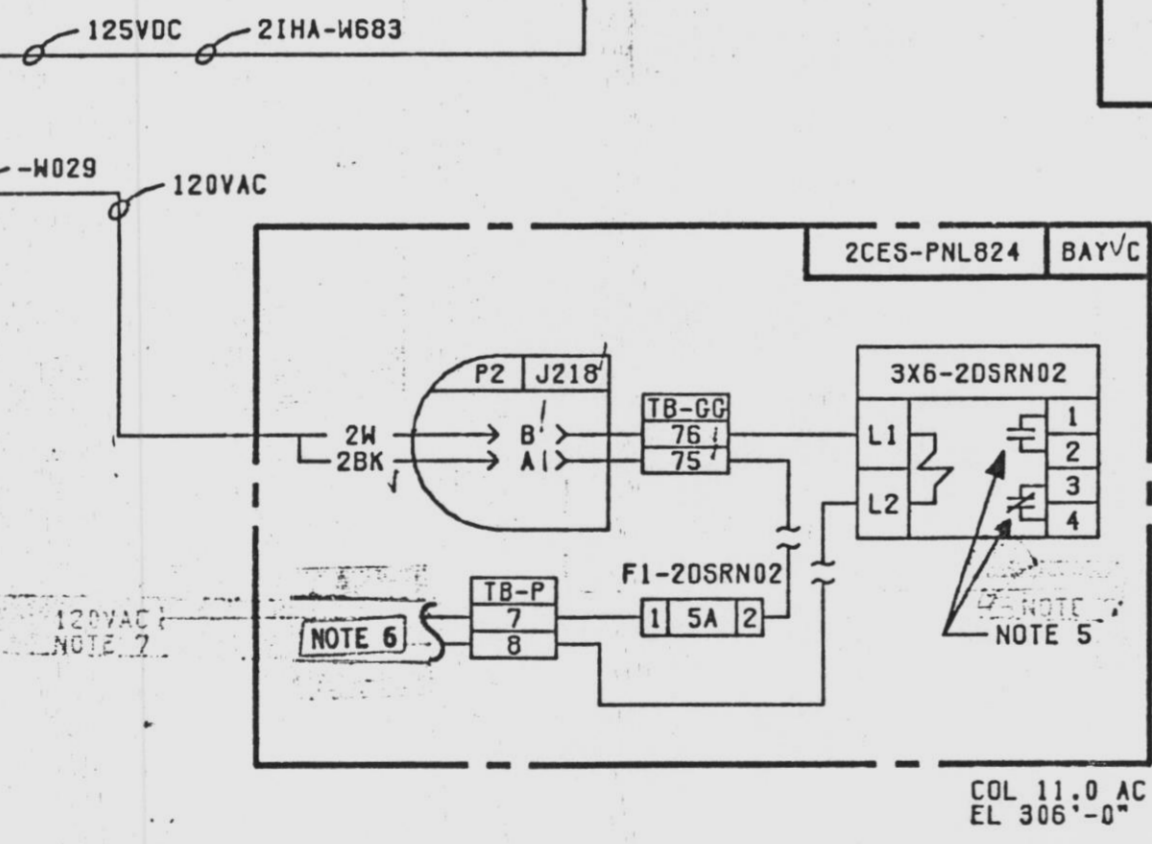 125VDC 2IHA-W683
-W029
120VAC
2CES-PNL824 BAY C
P2 J218
3X6-2DSRN02
TB-GG
2W B 76 L1 1
2BK A 75 2
3
L2 4
F1-2DSRN02
TB-P
120VAC 7 1 5A 2 NOTE
NOTE 7 NOTE 6 8 NOTE 5
COL 11.0 AC
EL 306'-0"